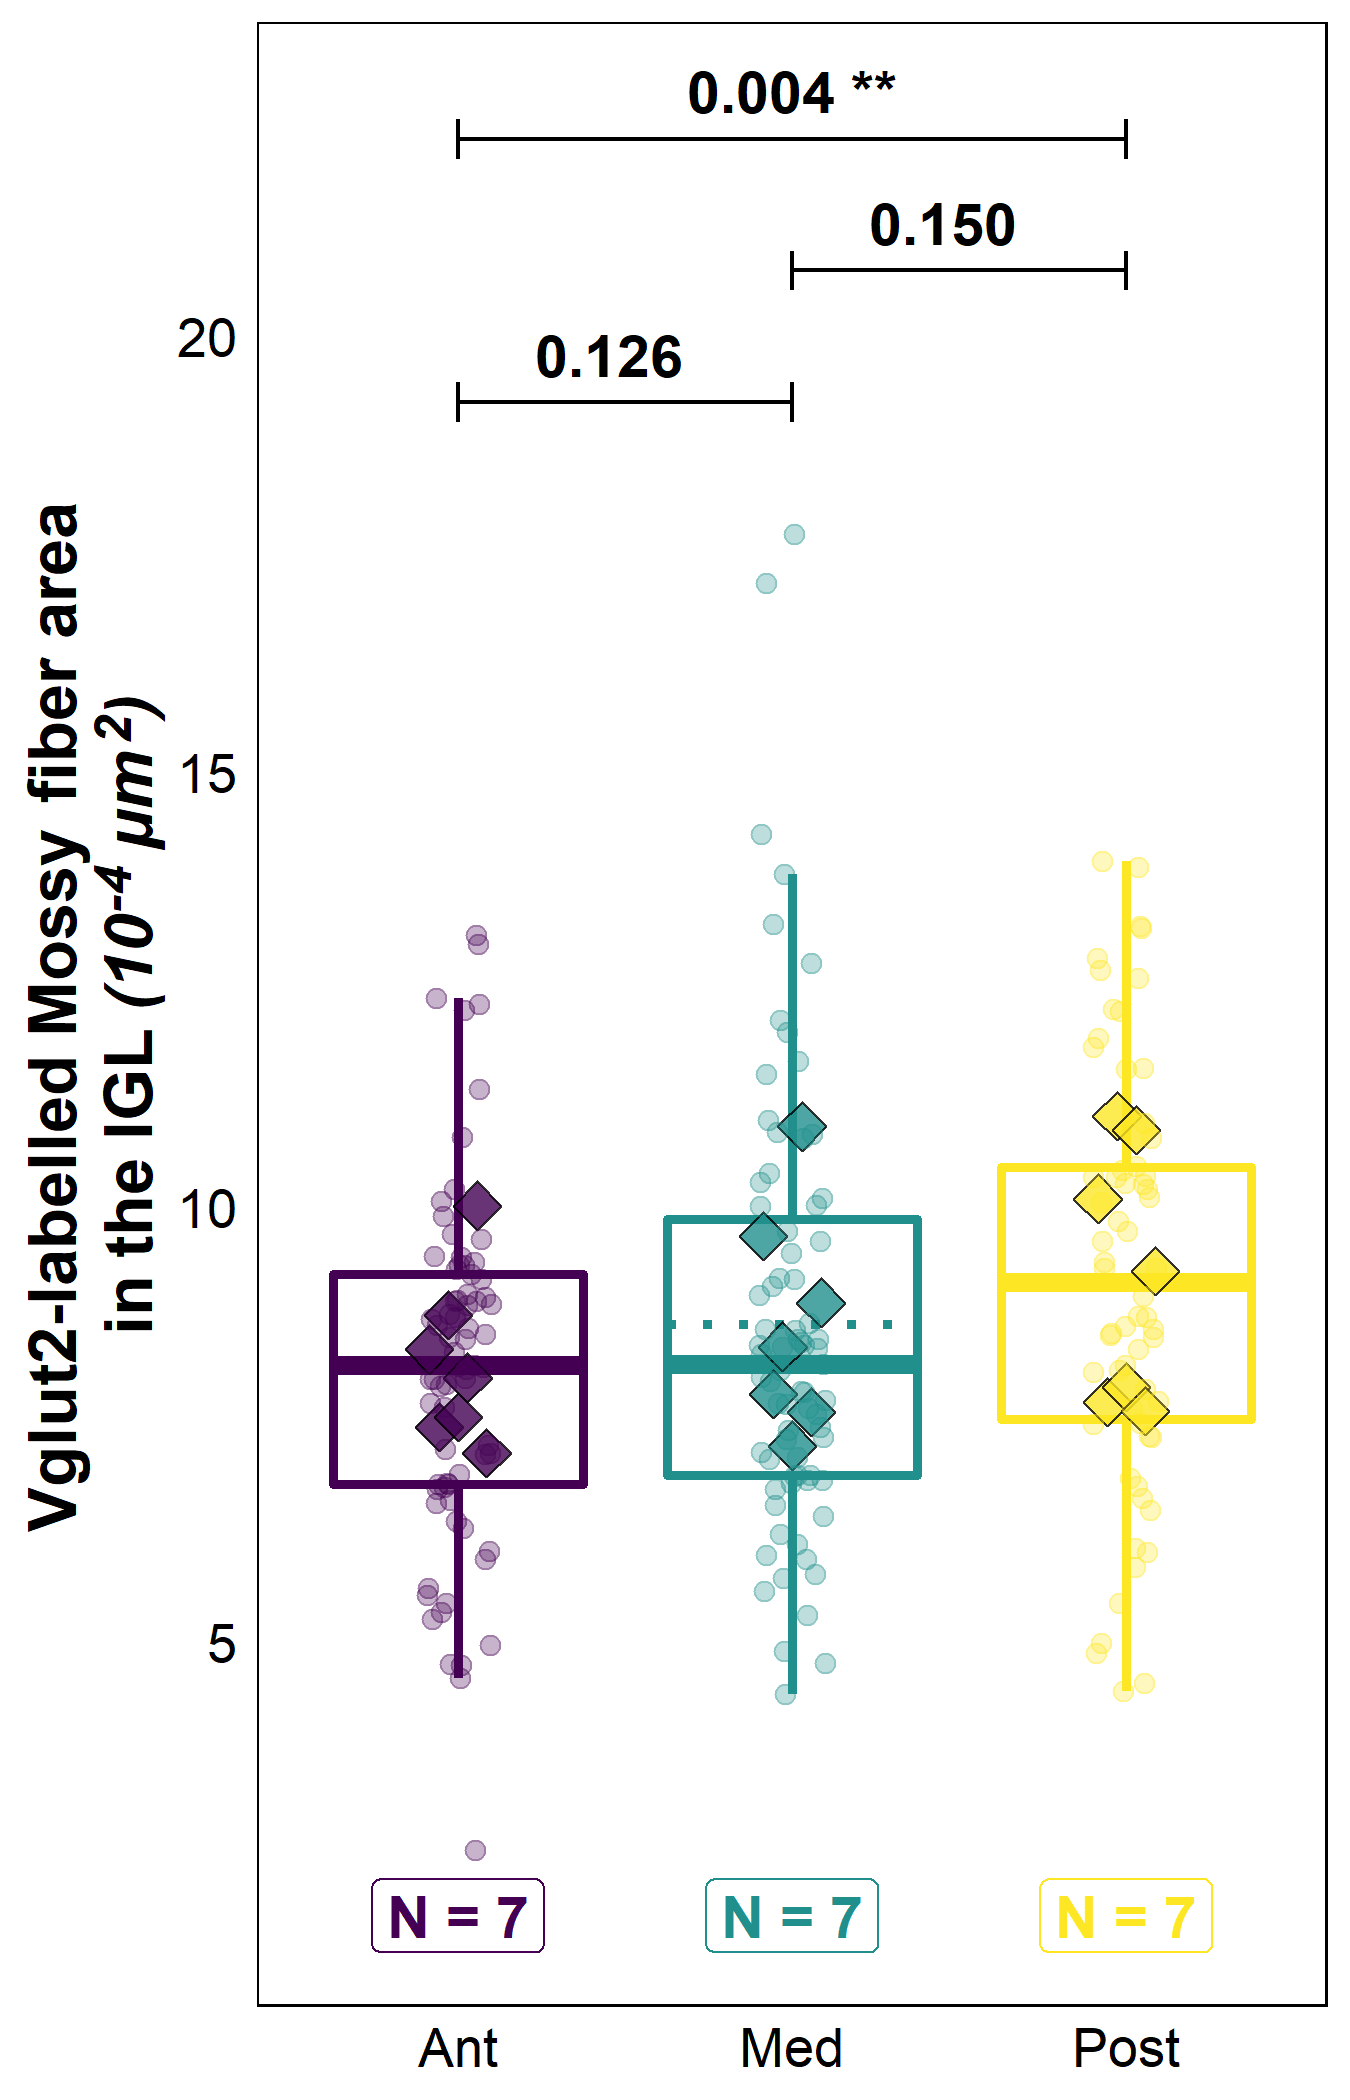 0.004 **
0.150
0.126
20
15
10
5
Vglut2-labelled Mossy fiber area
in the IGL (10⁻⁴ µm²)
N = 7
N = 7
N = 7
Ant
Med
Post